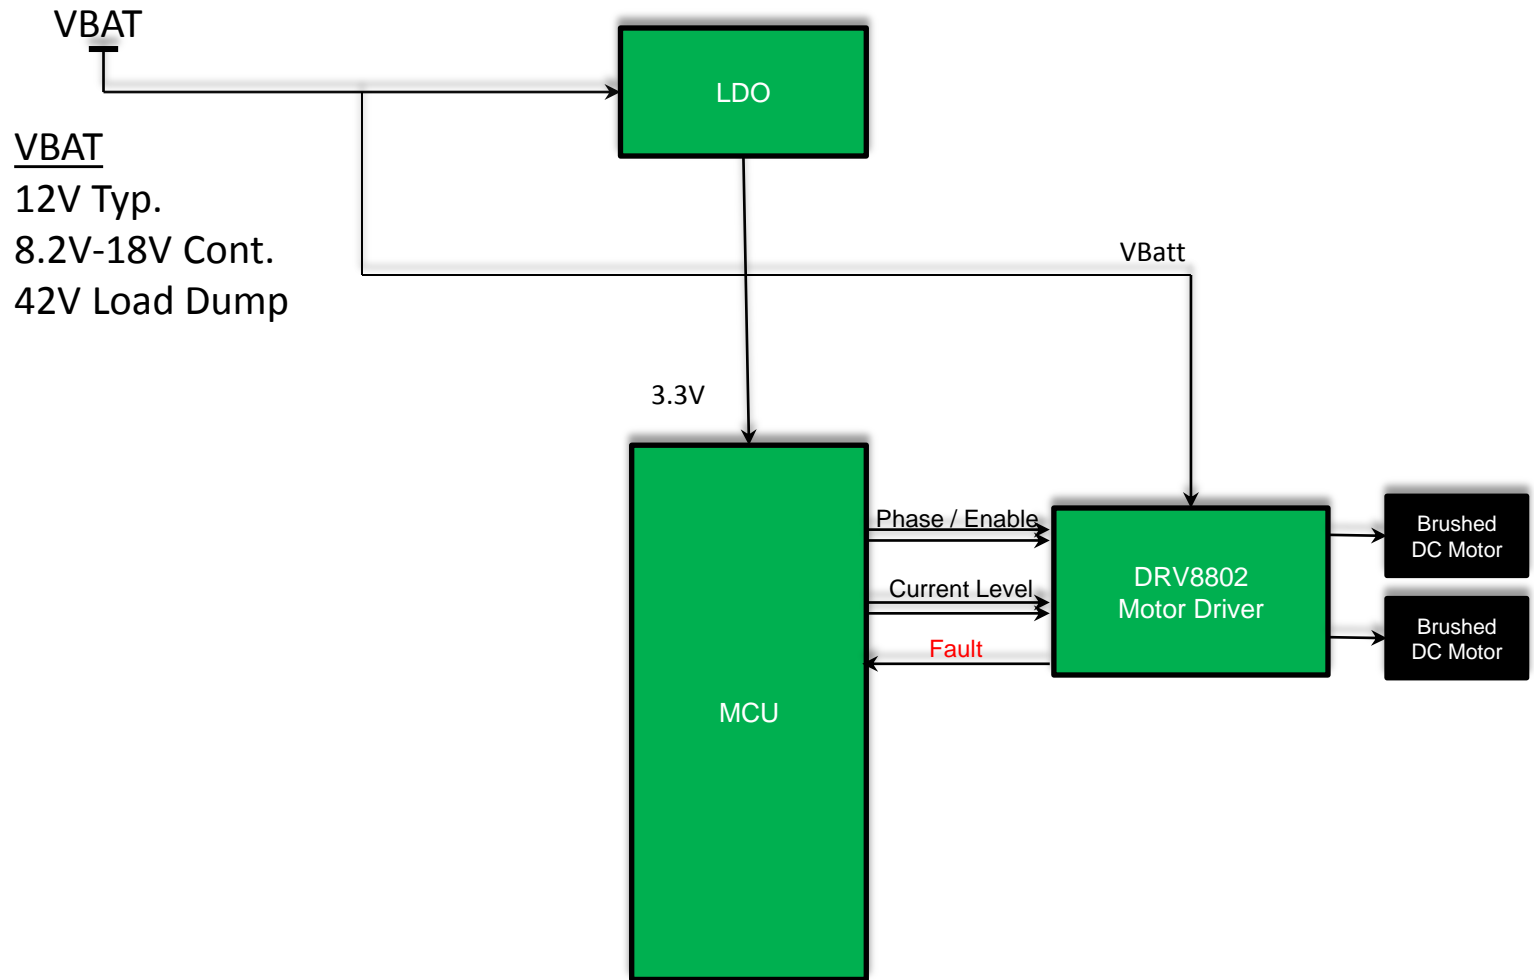 VBAT
LDO
VBAT
12V Typ.
8.2V-18V Cont.
42V Load Dump
VBatt
3.3V
Phase / Enable
Current Level
Fault
MCU
DRV8802
Motor Driver
Brushed
DC Motor
Brushed
DC Motor